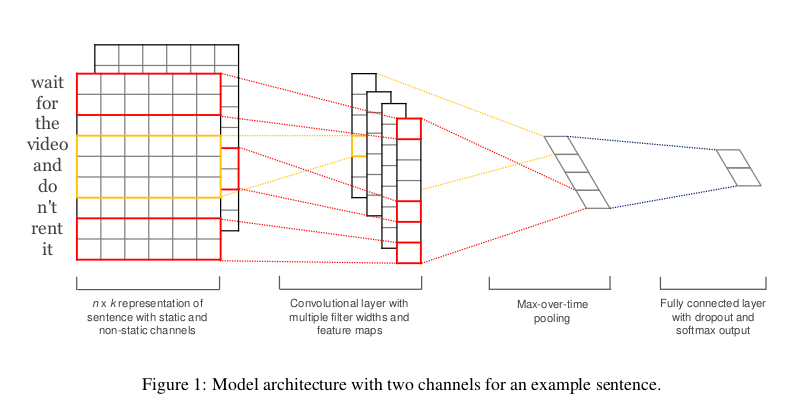 wait
for
the
video
and
do
n't
rent
it
n x k representation of
sentence with static and
non-static channels
Convolutional layer with
multiple filter widths and
feature maps
Max-over-time
pooling
Fully connected layer
with dropout and
softmax output
Figure 1: Model architecture with two channels for an example sentence.